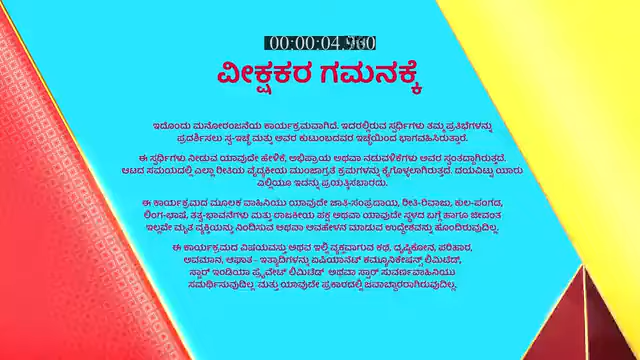 00:00:04.
ವೀಕ್ಷಕರ ಗಮನಕ್ಕೆ
ಇದೊಂದು ಮನೋರಂಜನೆಯ ಕಾರ್ಯಕ್ರಮವಾಗಿದೆ. ಇದರಲ್ಲಿರುವ ಸ್ಪರ್ಧಿಗಳು ತಮ್ಮ ಪ್ರತಿಭೆಗಳನ್ನು
ಪ್ರದರ್ಶಿಸಲು ಸ್ವ-ಇಚ್ಛೆ ಮತ್ತು ಅವರ ಕುಟುಂಬದವರ ಇಚ್ಛೆಯಿಂದ ಭಾಗವಹಿಸಿರುತ್ತಾರೆ.
ಈ ಸ್ಪರ್ಧಿಗಳು ನೀಡುವ ಯಾವುದೇ ಹೇಳಿಕೆ, ಅಭಿಪ್ರಾಯ ಅಥವಾ ನಡುವಳಿಕೆಗಳು ಅವರ ಸ್ವಂತದ್ದಾಗಿರುತ್ತದೆ.
ಆಟದ ಸಮಯದಲ್ಲಿ ಎಲ್ಲಾ ರೀತಿಯ ವೈದ್ಯಕೀಯ ಮುಂಜಾಗ್ರತೆ ಕ್ರಮಗಳನ್ನು ಕೈಗೊಳ್ಳಲಾಗಿರುತ್ತದೆ. ದಯವಿಟ್ಟು ಯಾರು
ಎಲ್ಲಿಯೂ ಇದನ್ನು ಪ್ರಯತ್ನಿಸಬಾರದು.
ಈ ಕಾರ್ಯಕ್ರಮದ ಮೂಲಕ ವಾಹಿನಿಯು ಯಾವುದೇ ಜಾತಿ-ಸಂಪ್ರದಾಯ, ರೀತಿ-ರಿವಾಜು, ಕುಲ-ಪಂಗಡ,
ಲಿಂಗ-ಭಾಷೆ, ತತ್ವ-ಭಾವನೆಗಳು ಮತ್ತು ರಾಜಕೀಯ ಪಕ್ಷ ಅಥವಾ ಯಾವುದೇ ಸ್ಥಳದ ಬಗ್ಗೆ ಹಾಗೂ ಜೀವಂತ
ಇಲ್ಲವೇ ಮೃತ ವ್ಯಕ್ತಿಯನ್ನು ನಿಂದಿಸುವ ಅಥವಾ ಅವಹೇಳನ ಮಾಡುವ ಉದ್ದೇಶವನ್ನು ಹೊಂದಿರುವುದಿಲ್ಲ.
ಈ ಕಾರ್ಯಕ್ರಮದ ವಿಷಯವಸ್ತು ಅಥವ ಇಲ್ಲಿ ವ್ಯಕ್ತವಾಗುವ ಕಥೆ, ದೃಷ್ಟಿಕೋನ, ಪರಿಹಾರ,
ಅವಮಾನ, ಆಘಾತ– ಇತ್ಯಾದಿಗಳನ್ನು ಏಷಿಯಾನೆಟ್ ಕಮ್ಯೂನಿಕೇಷನ್ಸ್ ಲಿಮಿಟೆಡ್,
ಸ್ಟಾರ್ ಇಂಡಿಯಾ ಪ್ರೈವೇಟ್ ಲಿಮಿಟೆಡ್ ಅಥವಾ ಸ್ಟಾರ್ ಸುವರ್ಣವಾಹಿನಿಯು
ಸಮರ್ಥಿಸುವುದಿಲ್ಲ ಮತ್ತು ಯಾವುದೇ ಪ್ರಕಾರದಲ್ಲಿ ಜವಾಬ್ದಾರರಾಗಿರುವುದಿಲ್ಲ.